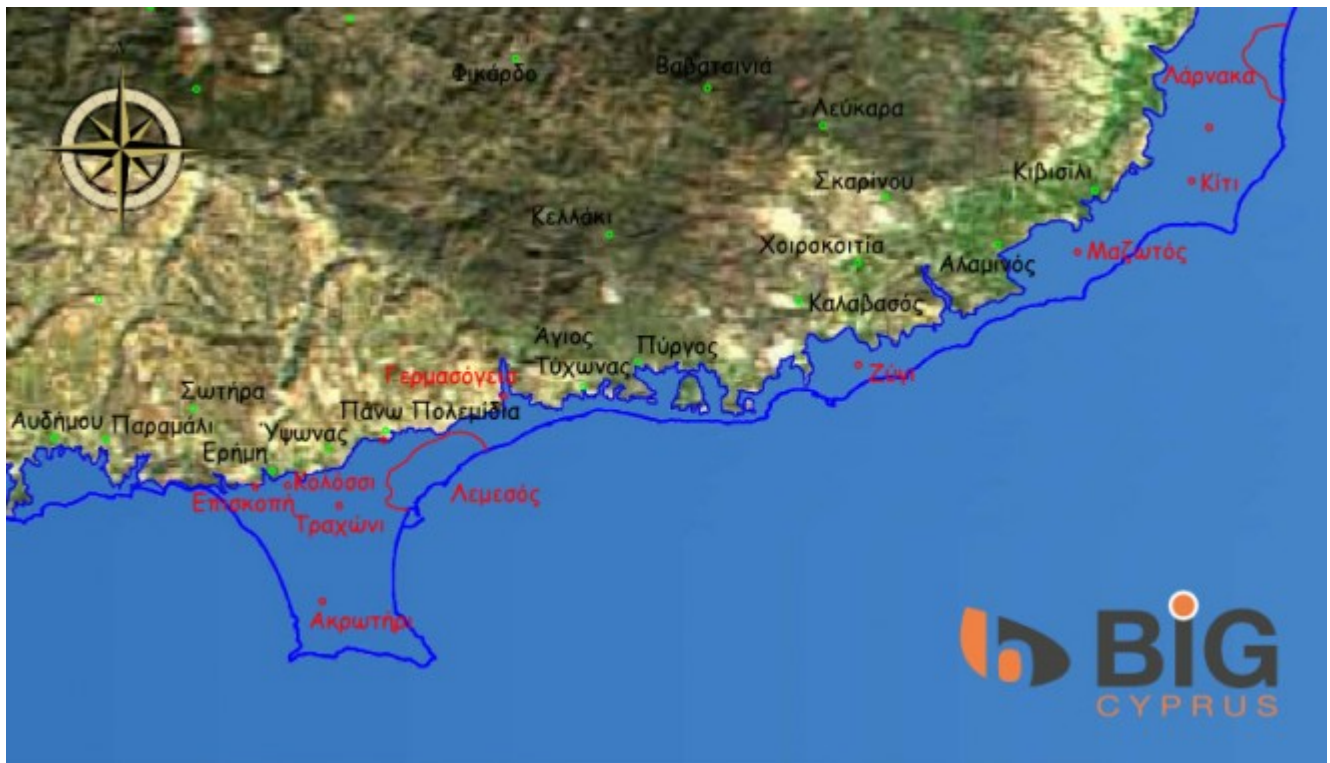 Φικάρδο
Βαβατσινιά
Λάρνακα
Λεύκαρα
Κιβισίλι
Σκαρίνου
Κίτι
Κελλάκι
Χοιροκοιτία
Μαζωτός
Αλαμινός
Καλαβασός
Άγιος
Τύχωνας
Πύργος
Ζύγι
Γερμασόγεια
Σωτήρα
Πάνω Πολεμίδια
Αυδήμου
Παραμάλι
Ύψωνας
Ερήμη
Κολόσσι
Επισκοπή
Λεμεσός
Τραχώνι
Ακρωτήρι
BiG
CYPRUS